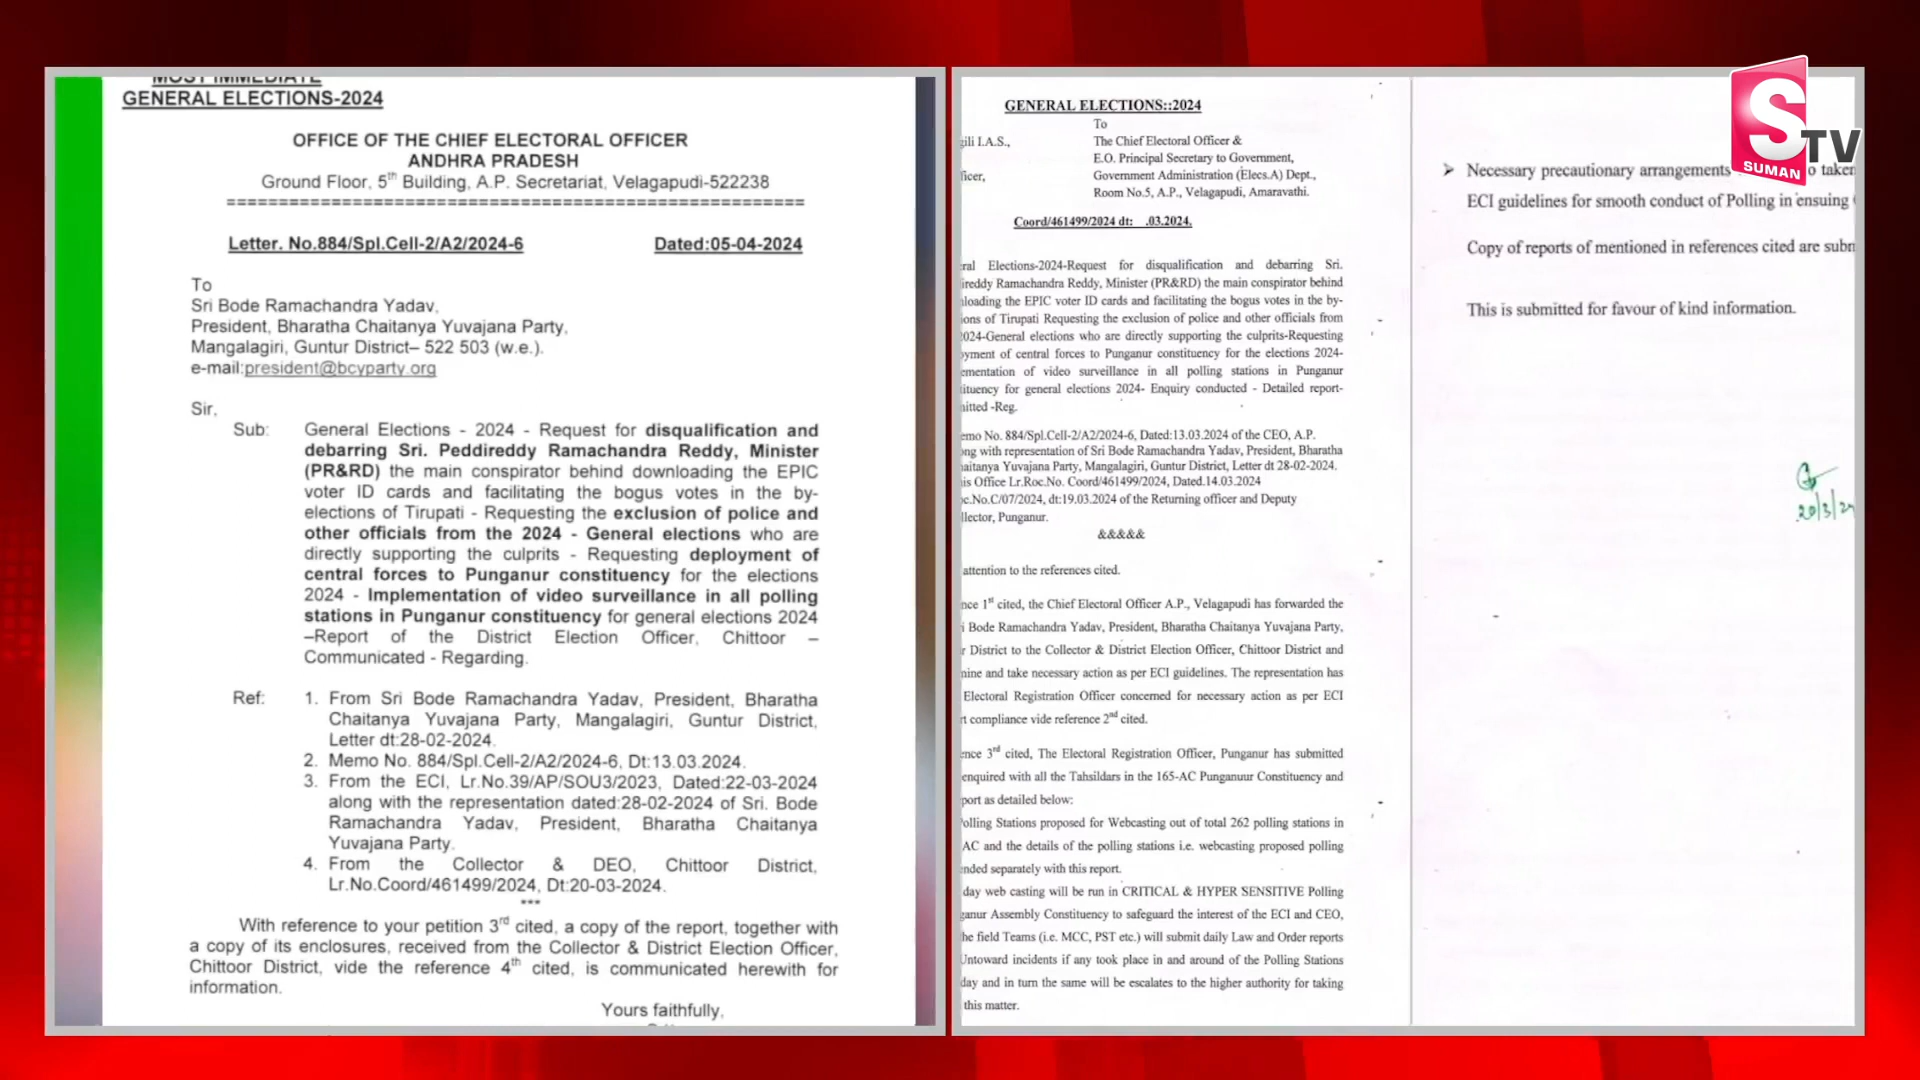 MOST IMMEDIATE
GENERAL ELECTIONS-2024
OFFICE OF THE CHIEF ELECTORAL OFFICER
ANDHRA PRADESH
Ground Floor, 5th Building, A.P. Secretariat, Velagapudi-522238
==========================================================
Letter. No.884/Spl.Cell-2/A2/2024-6 Dated:05-04-2024
To
Sri Bode Ramachandra Yadav,
President, Bharatha Chaitanya Yuvajana Party,
Mangalagiri, Guntur District– 522 503 (w.e.).
e-mail:president@bcyparty.org
Sir,
Sub: General Elections - 2024 - Request for disqualification and
debarring Sri. Peddireddy Ramachandra Reddy, Minister
(PR&RD) the main conspirator behind downloading the EPIC
voter ID cards and facilitating the bogus votes in the by-
elections of Tirupati - Requesting the exclusion of police and
other officials from the 2024 - General elections who are
directly supporting the culprits - Requesting deployment of
central forces to Punganur constituency for the elections
2024 - Implementation of video surveillance in all polling
stations in Punganur constituency for general elections 2024
–Report of the District Election Officer, Chittoor –
Communicated - Regarding.
Ref: 1. From Sri Bode Ramachandra Yadav, President, Bharatha
Chaitanya Yuvajana Party, Mangalagiri, Guntur District,
Letter dt:28-02-2024.
2. Memo No. 884/Spl.Cell-2/A2/2024-6, Dt:13.03.2024.
3. From the ECI, Lr.No.39/AP/SOU3/2023, Dated:22-03-2024
along with the representation dated:28-02-2024 of Sri. Bode
Ramachandra Yadav, President, Bharatha Chaitanya
Yuvajana Party.
4. From the Collector & DEO, Chittoor District,
Lr.No.Coord/461499/2024, Dt:20-03-2024.
***
With reference to your petition 3rd cited, a copy of the report, together with
a copy of its enclosures, received from the Collector & District Election Officer,
Chittoor District, vide the reference 4th cited, is communicated herewith for
information.
Yours faithfully,
GENERAL ELECTIONS::2024
To
gili I.A.S., The Chief Electoral Officer &
E.O. Principal Secretary to Government,
ficer, Government Administration (Elecs.A) Dept.,
Room No.5, A.P., Velagapudi, Amaravathi.
Coord/461499/2024 dt: .03.2024.
ral Elections-2024-Request for disqualification and debarring Sri.
ireddy Ramachandra Reddy, Minister (PR&RD) the main conspirator behind
loading the EPIC voter ID cards and facilitating the bogus votes in the by-
ons of Tirupati Requesting the exclusion of police and other officials from
024-General elections who are directly supporting the culprits-Requesting
yment of central forces to Punganur constituency for the elections 2024-
ementation of video surveillance in all polling stations in Punganur
ituency for general elections 2024- Enquiry conducted - Detailed report-
itted -Reg.
emo No. 884/Spl.Cell-2/A2/2024-6, Dated:13.03.2024 of the CEO, A.P.
ng with representation of Sri Bode Ramachandra Yadav, President, Bharatha
aitanya Yuvajana Party, Mangalagiri, Guntur District, Letter dt 28-02-2024.
is Office Lr.Roc.No. Coord/461499/2024, Dated.14.03.2024
c.No.C/07/2024, dt:19.03.2024 of the Returning officer and Deputy
llector, Punganur.
&&&&&
attention to the references cited.
nce 1st cited, the Chief Electoral Officer A.P., Velagapudi has forwarded the
i Bode Ramachandra Yadav, President, Bharatha Chaitanya Yuvajana Party,
r District to the Collector & District Election Officer, Chittoor District and
nine and take necessary action as per ECI guidelines. The representation has
Electoral Registration Officer concerned for necessary action as per ECI
rt compliance vide reference 2nd cited.
ence 3rd cited, The Electoral Registration Officer, Punganur has submitted
enquired with all the Tahsildars in the 165-AC Punganuur Constituency and
port as detailed below:
Polling Stations proposed for Webcasting out of total 262 polling stations in
AC and the details of the polling stations i.e. webcasting proposed polling
nded separately with this report.
day web casting will be run in CRITICAL & HYPER SENSITIVE Polling
ganur Assembly Constituency to safeguard the interest of the ECI and CEO,
he field Teams (i.e. MCC, PST etc.) will submit daily Law and Order reports
Untoward incidents if any took place in and around of the Polling Stations
day and in turn the same will be escalates to the higher authority for taking
this matter.
➢ Necessary precautionary arrangements o taken
ECI guidelines for smooth conduct of Polling in ensuing
Copy of reports of mentioned in references cited are subm
This is submitted for favour of kind information.
20/3/24
S TV
SUMAN